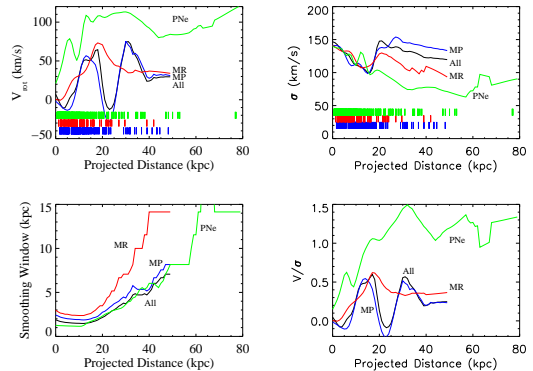 100
50
0
−50
V rot (km/s)
PNe
MR
MP
All
0 20 40 60 80
Projected Distance (kpc)
200
150
100
50
0
σ (km/s)
MP
All
MR
PNe
0 20 40 60 80
Projected Distance (kpc)
15
10
5
0
Smoothing Window (kpc)
MR
PNe
MP
All
0 20 40 60 80
Projected Distance (kpc)
1.5
1.0
0.5
0.0
V/σ
PNe
All
MR
MP
0 20 40 60 80
Projected Distance (kpc)